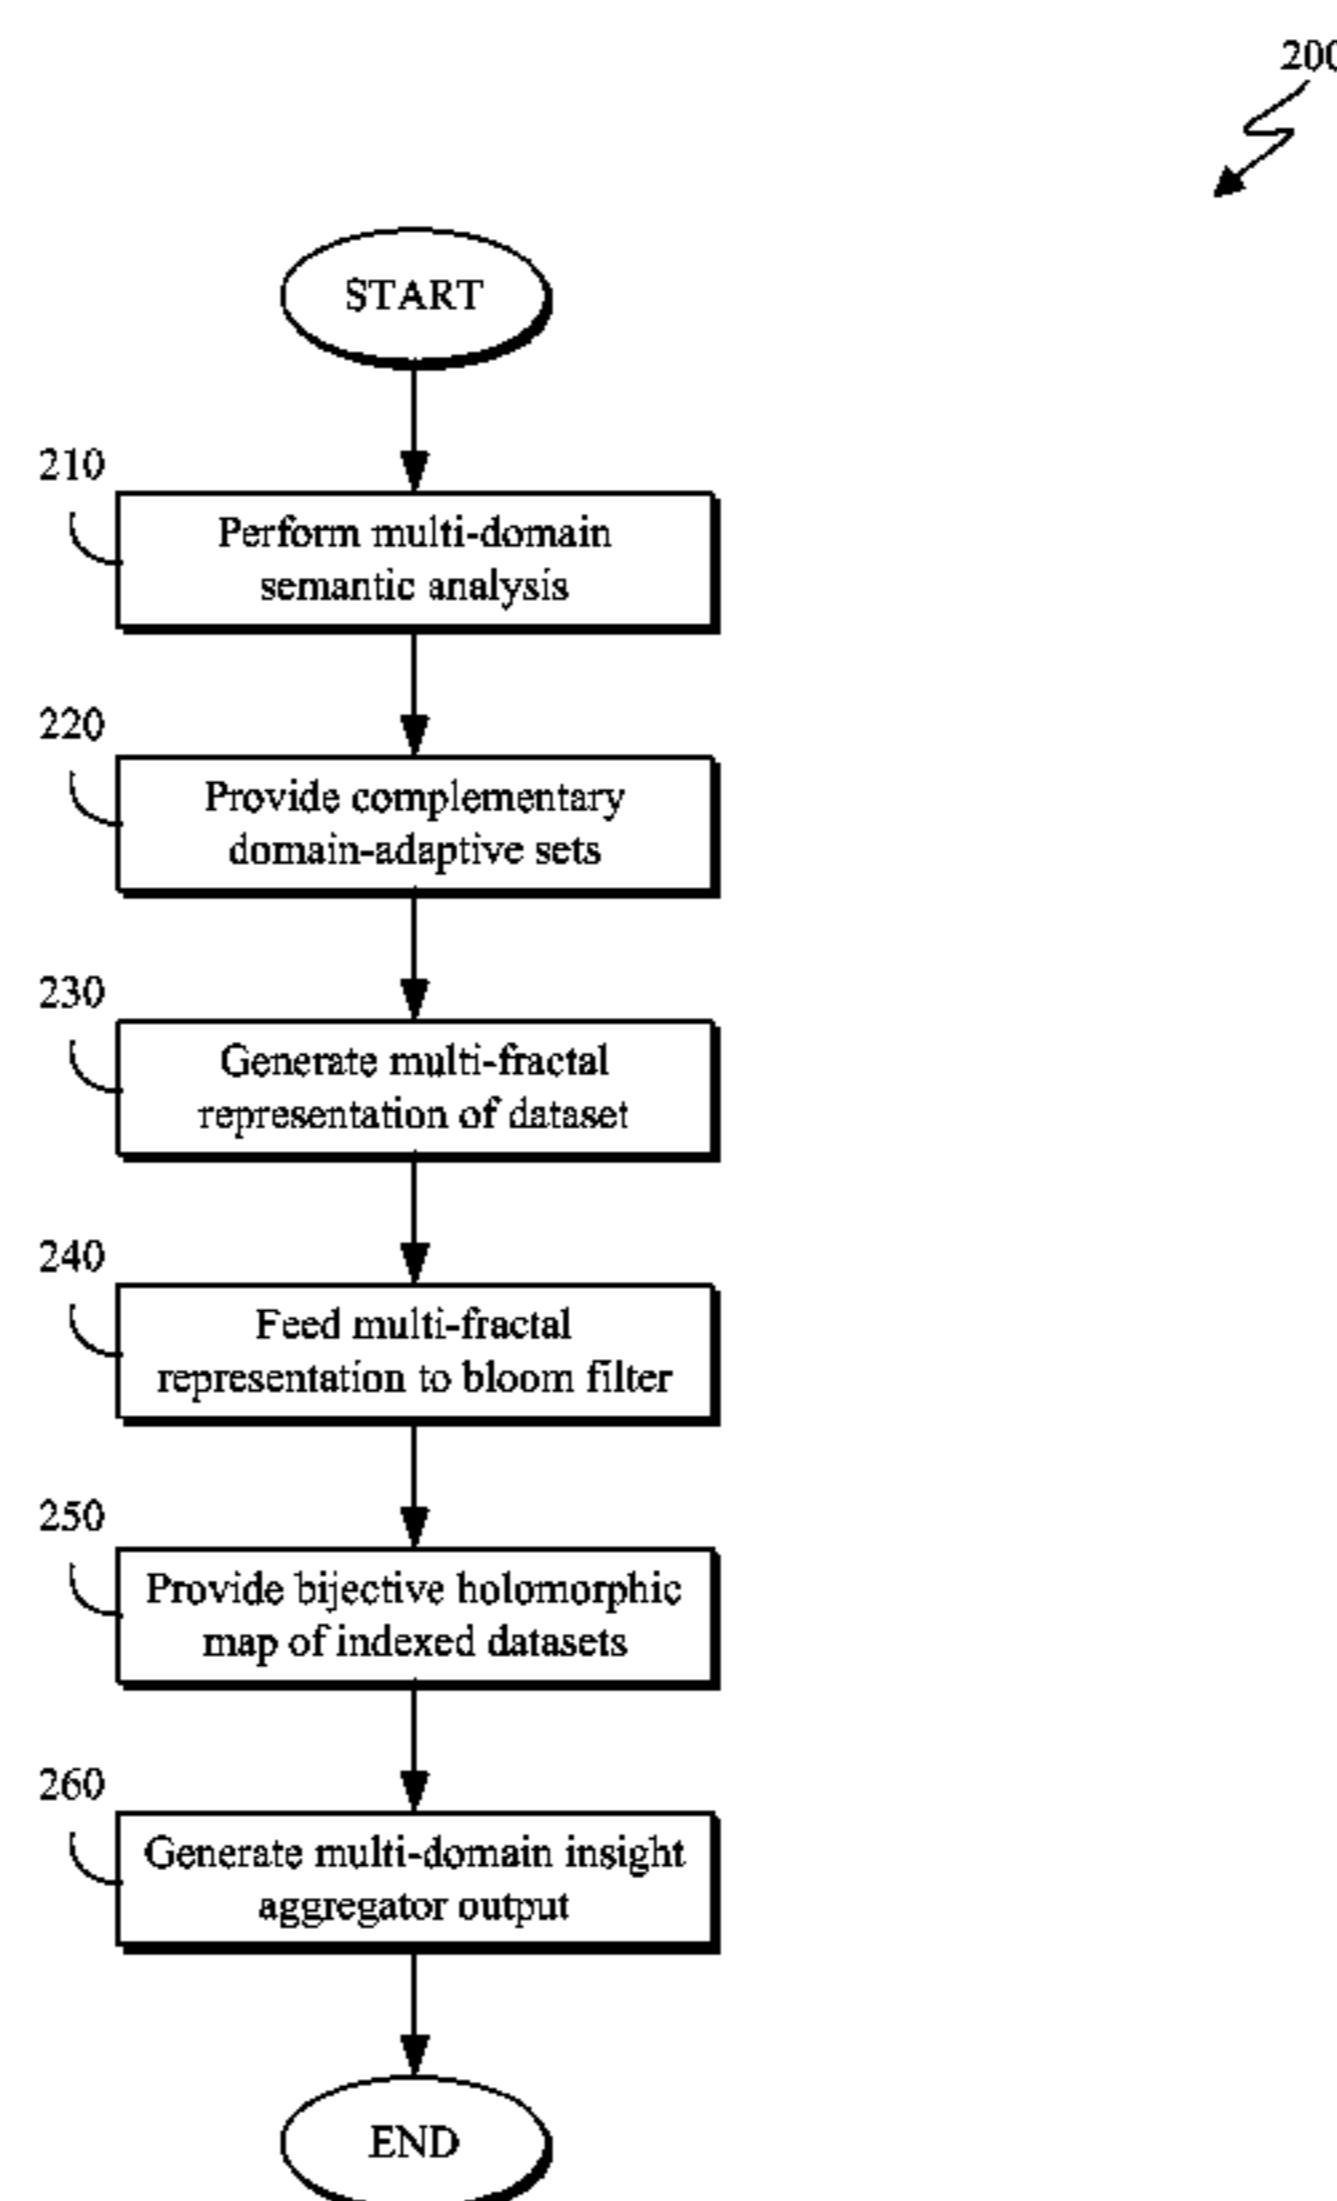 200
START
210
Perform multi-domain
semantic analysis
220
Provide complementary
domain-adaptive sets
230
Generate multi-fractal
representation of dataset
240
Feed multi-fractal
representation to bloom filter
250
Provide bijective holomorphic
map of indexed datasets
260
Generate multi-domain insight
aggregator output
END